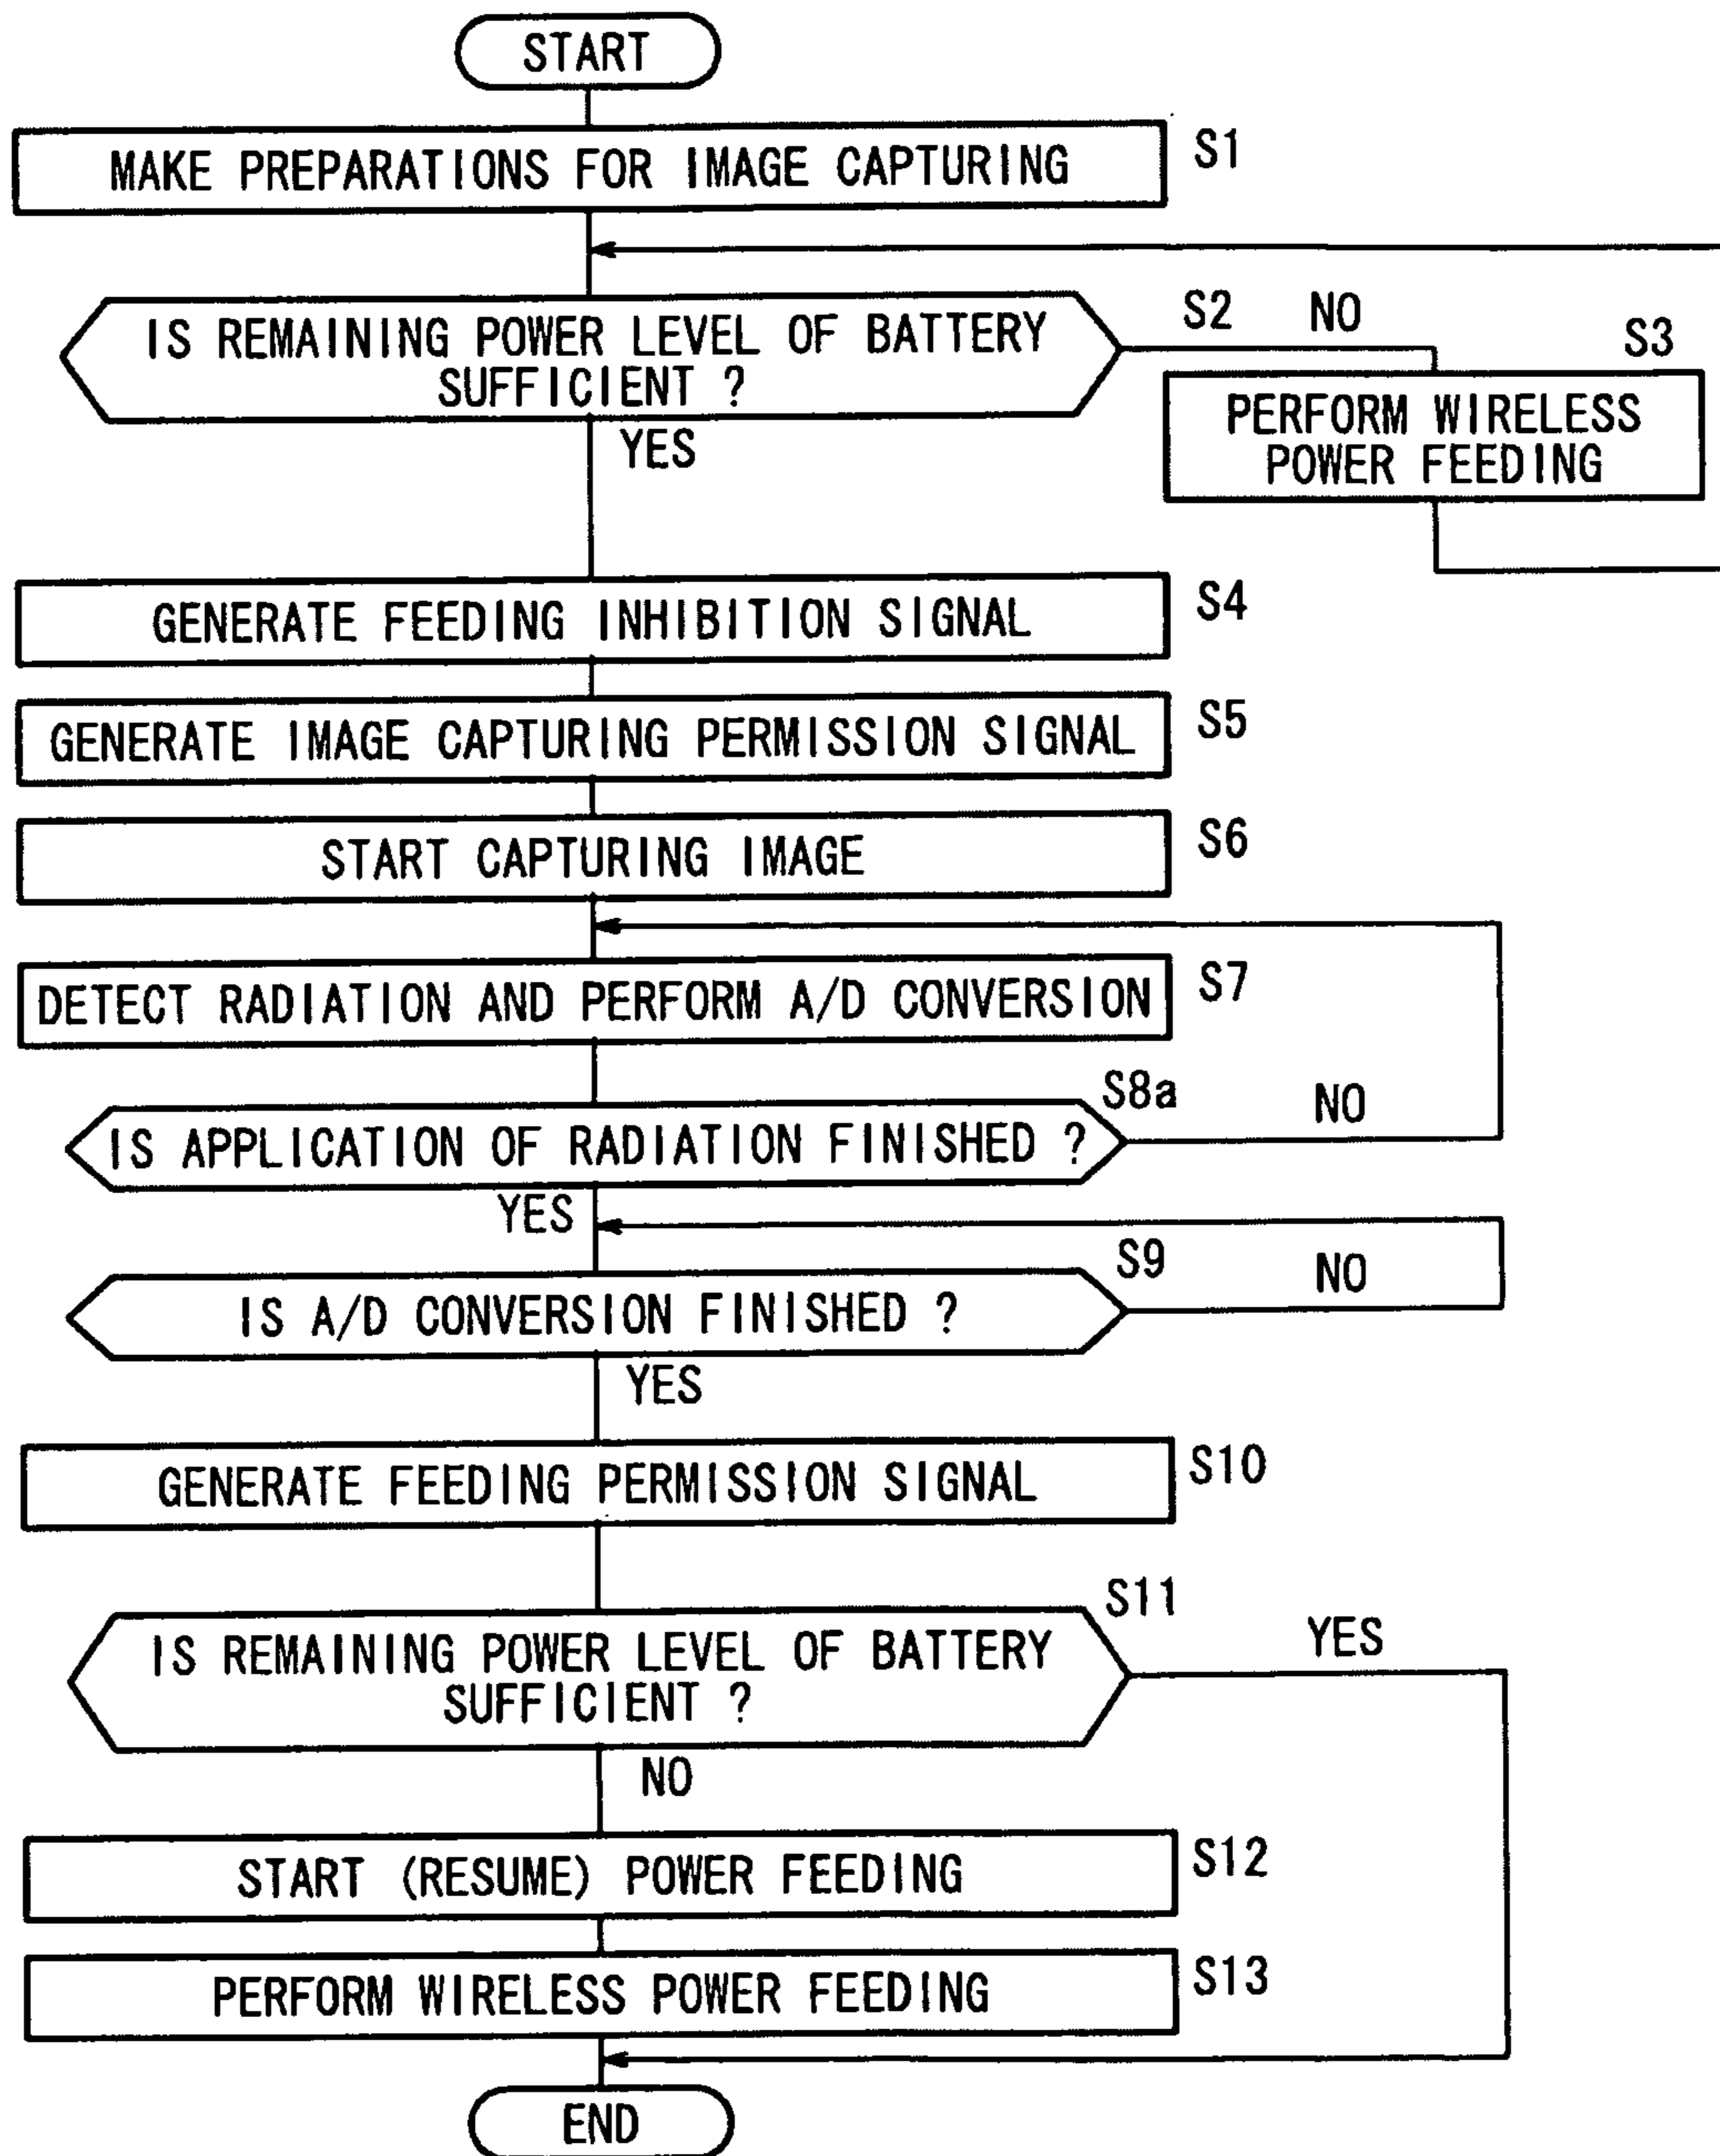 START
MAKE PREPARATIONS FOR IMAGE CAPTURING
S1
IS REMAINING POWER LEVEL OF BATTERY
SUFFICIENT ?
S2
NO
YES
S3
PERFORM WIRELESS
POWER FEEDING
GENERATE FEEDING INHIBITION SIGNAL
S4
GENERATE IMAGE CAPTURING PERMISSION SIGNAL
S5
START CAPTURING IMAGE
S6
DETECT RADIATION AND PERFORM A/D CONVERSION
S7
IS APPLICATION OF RADIATION FINISHED ?
S8a
NO
YES
IS A/D CONVERSION FINISHED ?
S9
NO
YES
GENERATE FEEDING PERMISSION SIGNAL
S10
IS REMAINING POWER LEVEL OF BATTERY
SUFFICIENT ?
S11
YES
NO
START (RESUME) POWER FEEDING
S12
PERFORM WIRELESS POWER FEEDING
S13
END